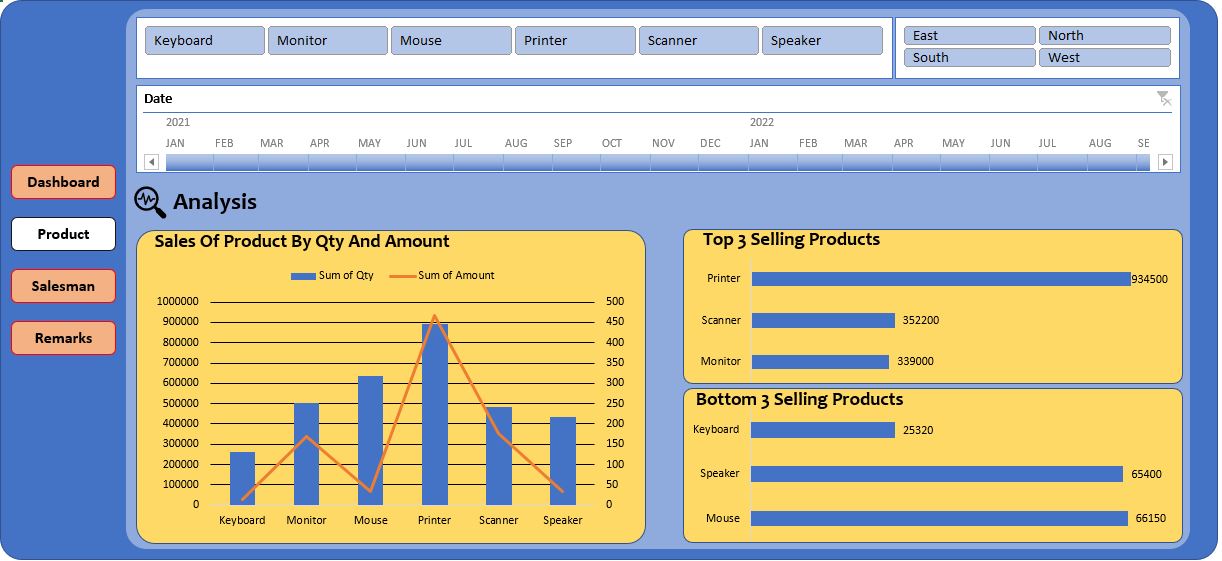 Keyboard Monitor Mouse Printer Scanner Speaker
East North
South West
Date
2021 2022
JAN FEB MAR APR MAY JUN JUL AUG SEP OCT NOV DEC JAN FEB MAR APR MAY JUN JUL AUG SE
Dashboard
Product
Salesman
Remarks
Analysis
Sales Of Product By Qty And Amount
Sum of Qty Sum of Amount
1000000 500
900000 450
800000 400
700000 350
600000 300
500000 250
400000 200
300000 150
200000 100
100000 50
0 0
Keyboard Monitor Mouse Printer Scanner Speaker
Top 3 Selling Products
Printer 934500
Scanner 352200
Monitor 339000
Bottom 3 Selling Products
Keyboard 25320
Speaker 65400
Mouse 66150